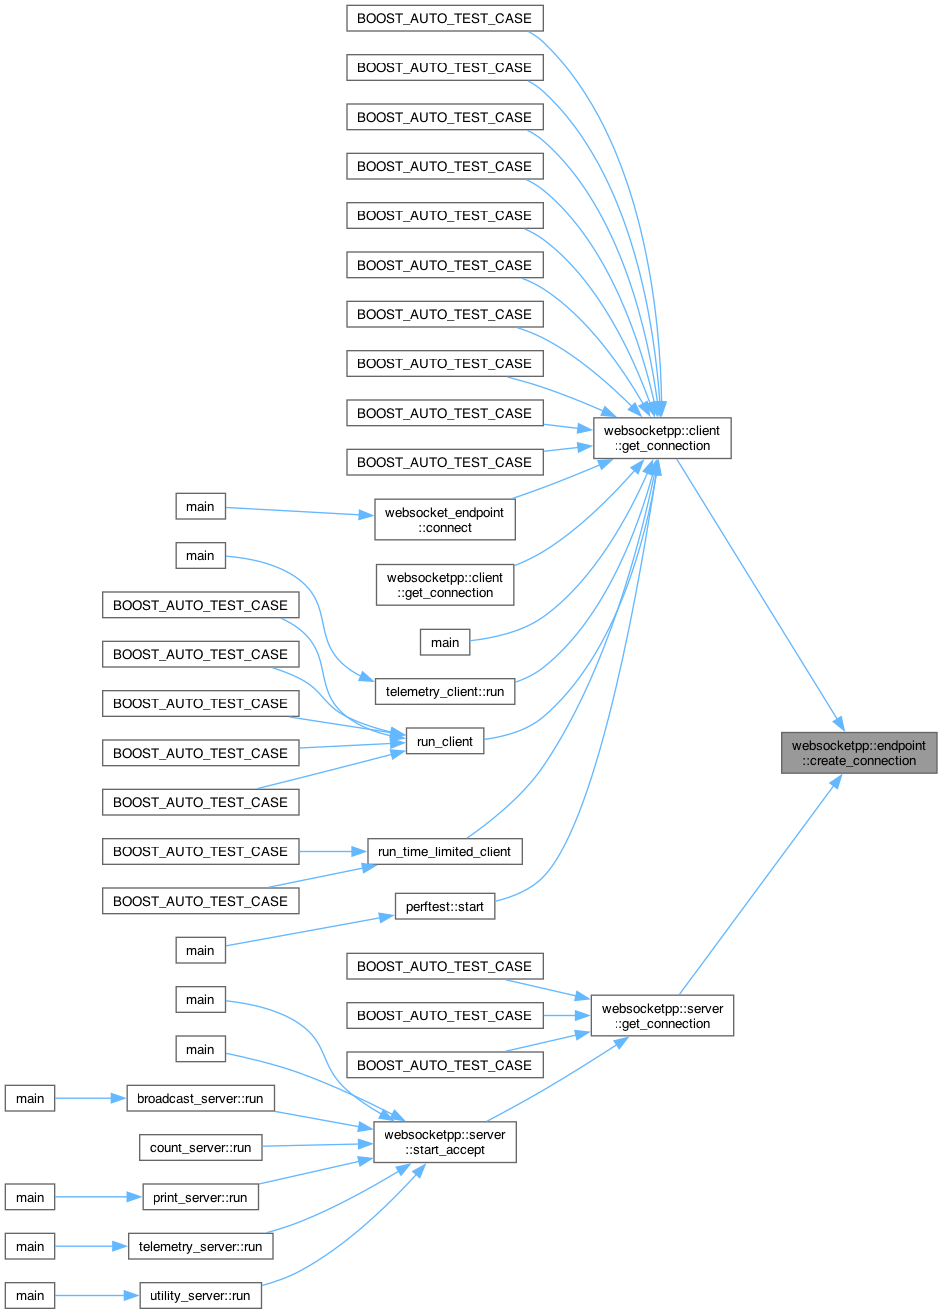 BOOST_AUTO_TEST_CASE
BOOST_AUTO_TEST_CASE
BOOST_AUTO_TEST_CASE
BOOST_AUTO_TEST_CASE
BOOST_AUTO_TEST_CASE
BOOST_AUTO_TEST_CASE
BOOST_AUTO_TEST_CASE
BOOST_AUTO_TEST_CASE
BOOST_AUTO_TEST_CASE
websocketpp::client
::get_connection
BOOST_AUTO_TEST_CASE
main
websocket_endpoint
::connect
main
websocketpp::client
::get_connection
BOOST_AUTO_TEST_CASE
main
BOOST_AUTO_TEST_CASE
telemetry_client::run
BOOST_AUTO_TEST_CASE
run_client
websocketpp::endpoint
::create_connection
BOOST_AUTO_TEST_CASE
BOOST_AUTO_TEST_CASE
BOOST_AUTO_TEST_CASE
run_time_limited_client
BOOST_AUTO_TEST_CASE
perftest::start
main
BOOST_AUTO_TEST_CASE
main
BOOST_AUTO_TEST_CASE
websocketpp::server
::get_connection
main
BOOST_AUTO_TEST_CASE
main
broadcast_server::run
websocketpp::server
::start_accept
count_server::run
main
print_server::run
main
telemetry_server::run
main
utility_server::run